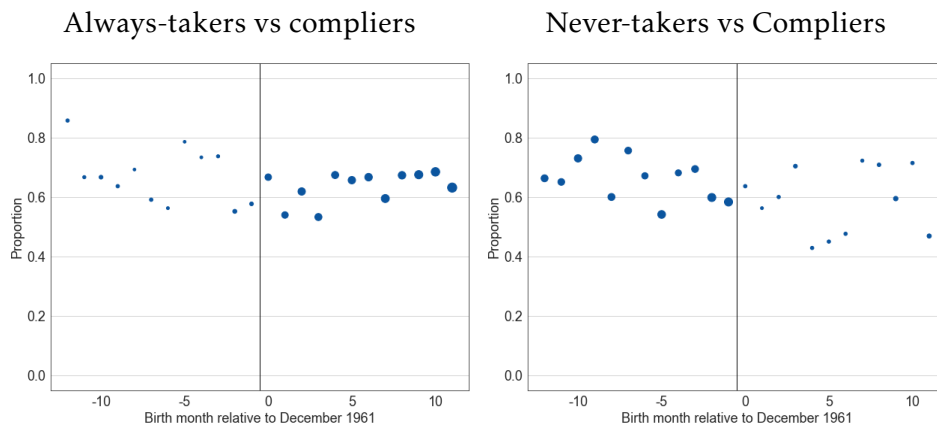 Always-takers vs compliers
1.0
0.8
0.6
0.4
0.2
0.0
Proportion
-10 -5 0 5 10
Birth month relative to December 1961
Never-takers vs Compliers
1.0
0.8
0.6
0.4
0.2
0.0
Proportion
-10 -5 0 5 10
Birth month relative to December 1961